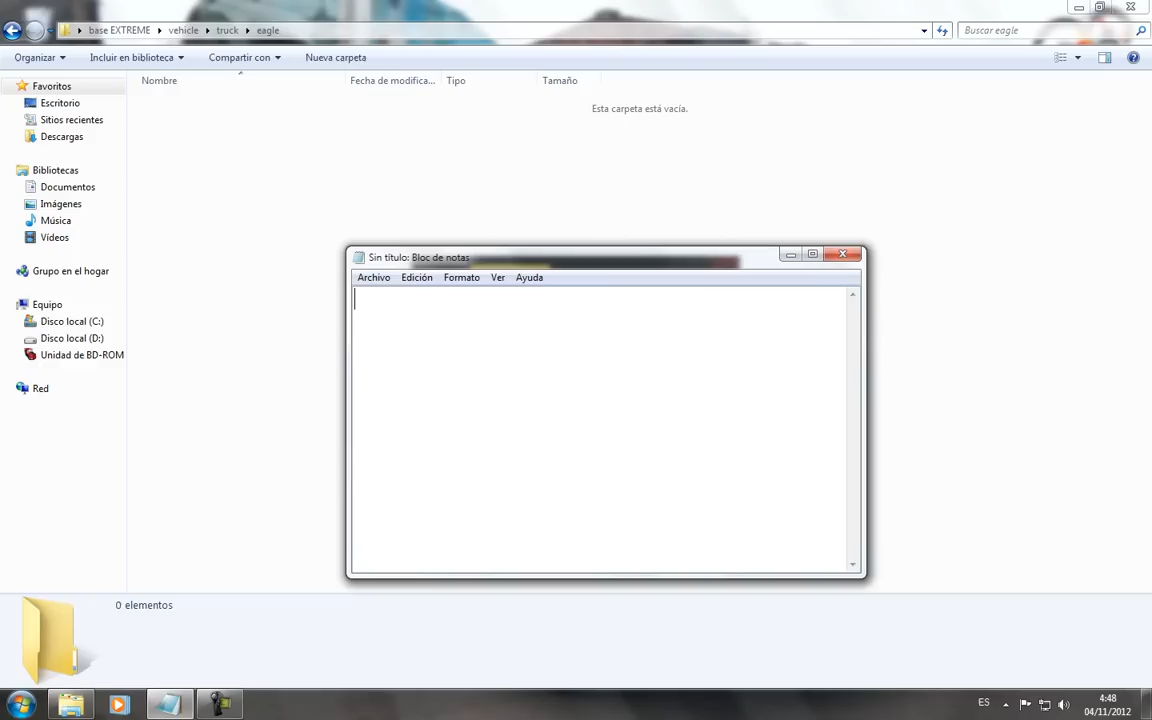 base EXTREME vehicle truck eagle
Buscar eagle
Organizar Incluir en biblioteca Compartir con Nueva carpeta
Nombre Fecha de modifica... Tipo Tamaño
Esta carpeta está vacía.
Favoritos
Escritorio
Sitios recientes
Descargas
Bibliotecas
Documentos
Imágenes
Música
Vídeos
Grupo en el hogar
Equipo
Disco local (C:)
Disco local (D:)
Unidad de BD-ROM
Red
Sin título: Bloc de notas
Archivo Edición Formato Ver Ayuda
0 elementos
ES
4:48
04/11/2012